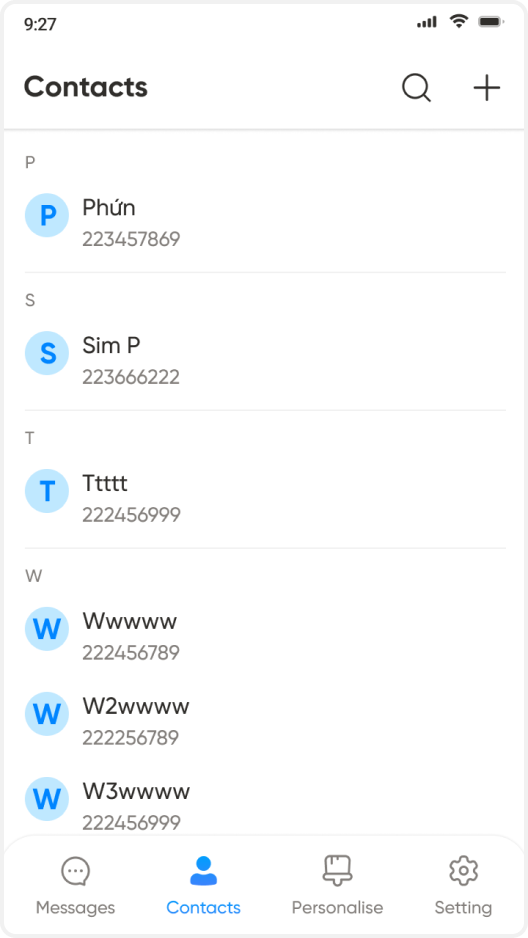 9:27
Contacts
P
P
Phứn
223457869
S
S
Sim P
223666222
T
T
Ttttt
222456999
W
W
Wwwww
222456789
W
W2wwww
222256789
W
W3wwww
222456999
Messages
Contacts
Personalise
Setting